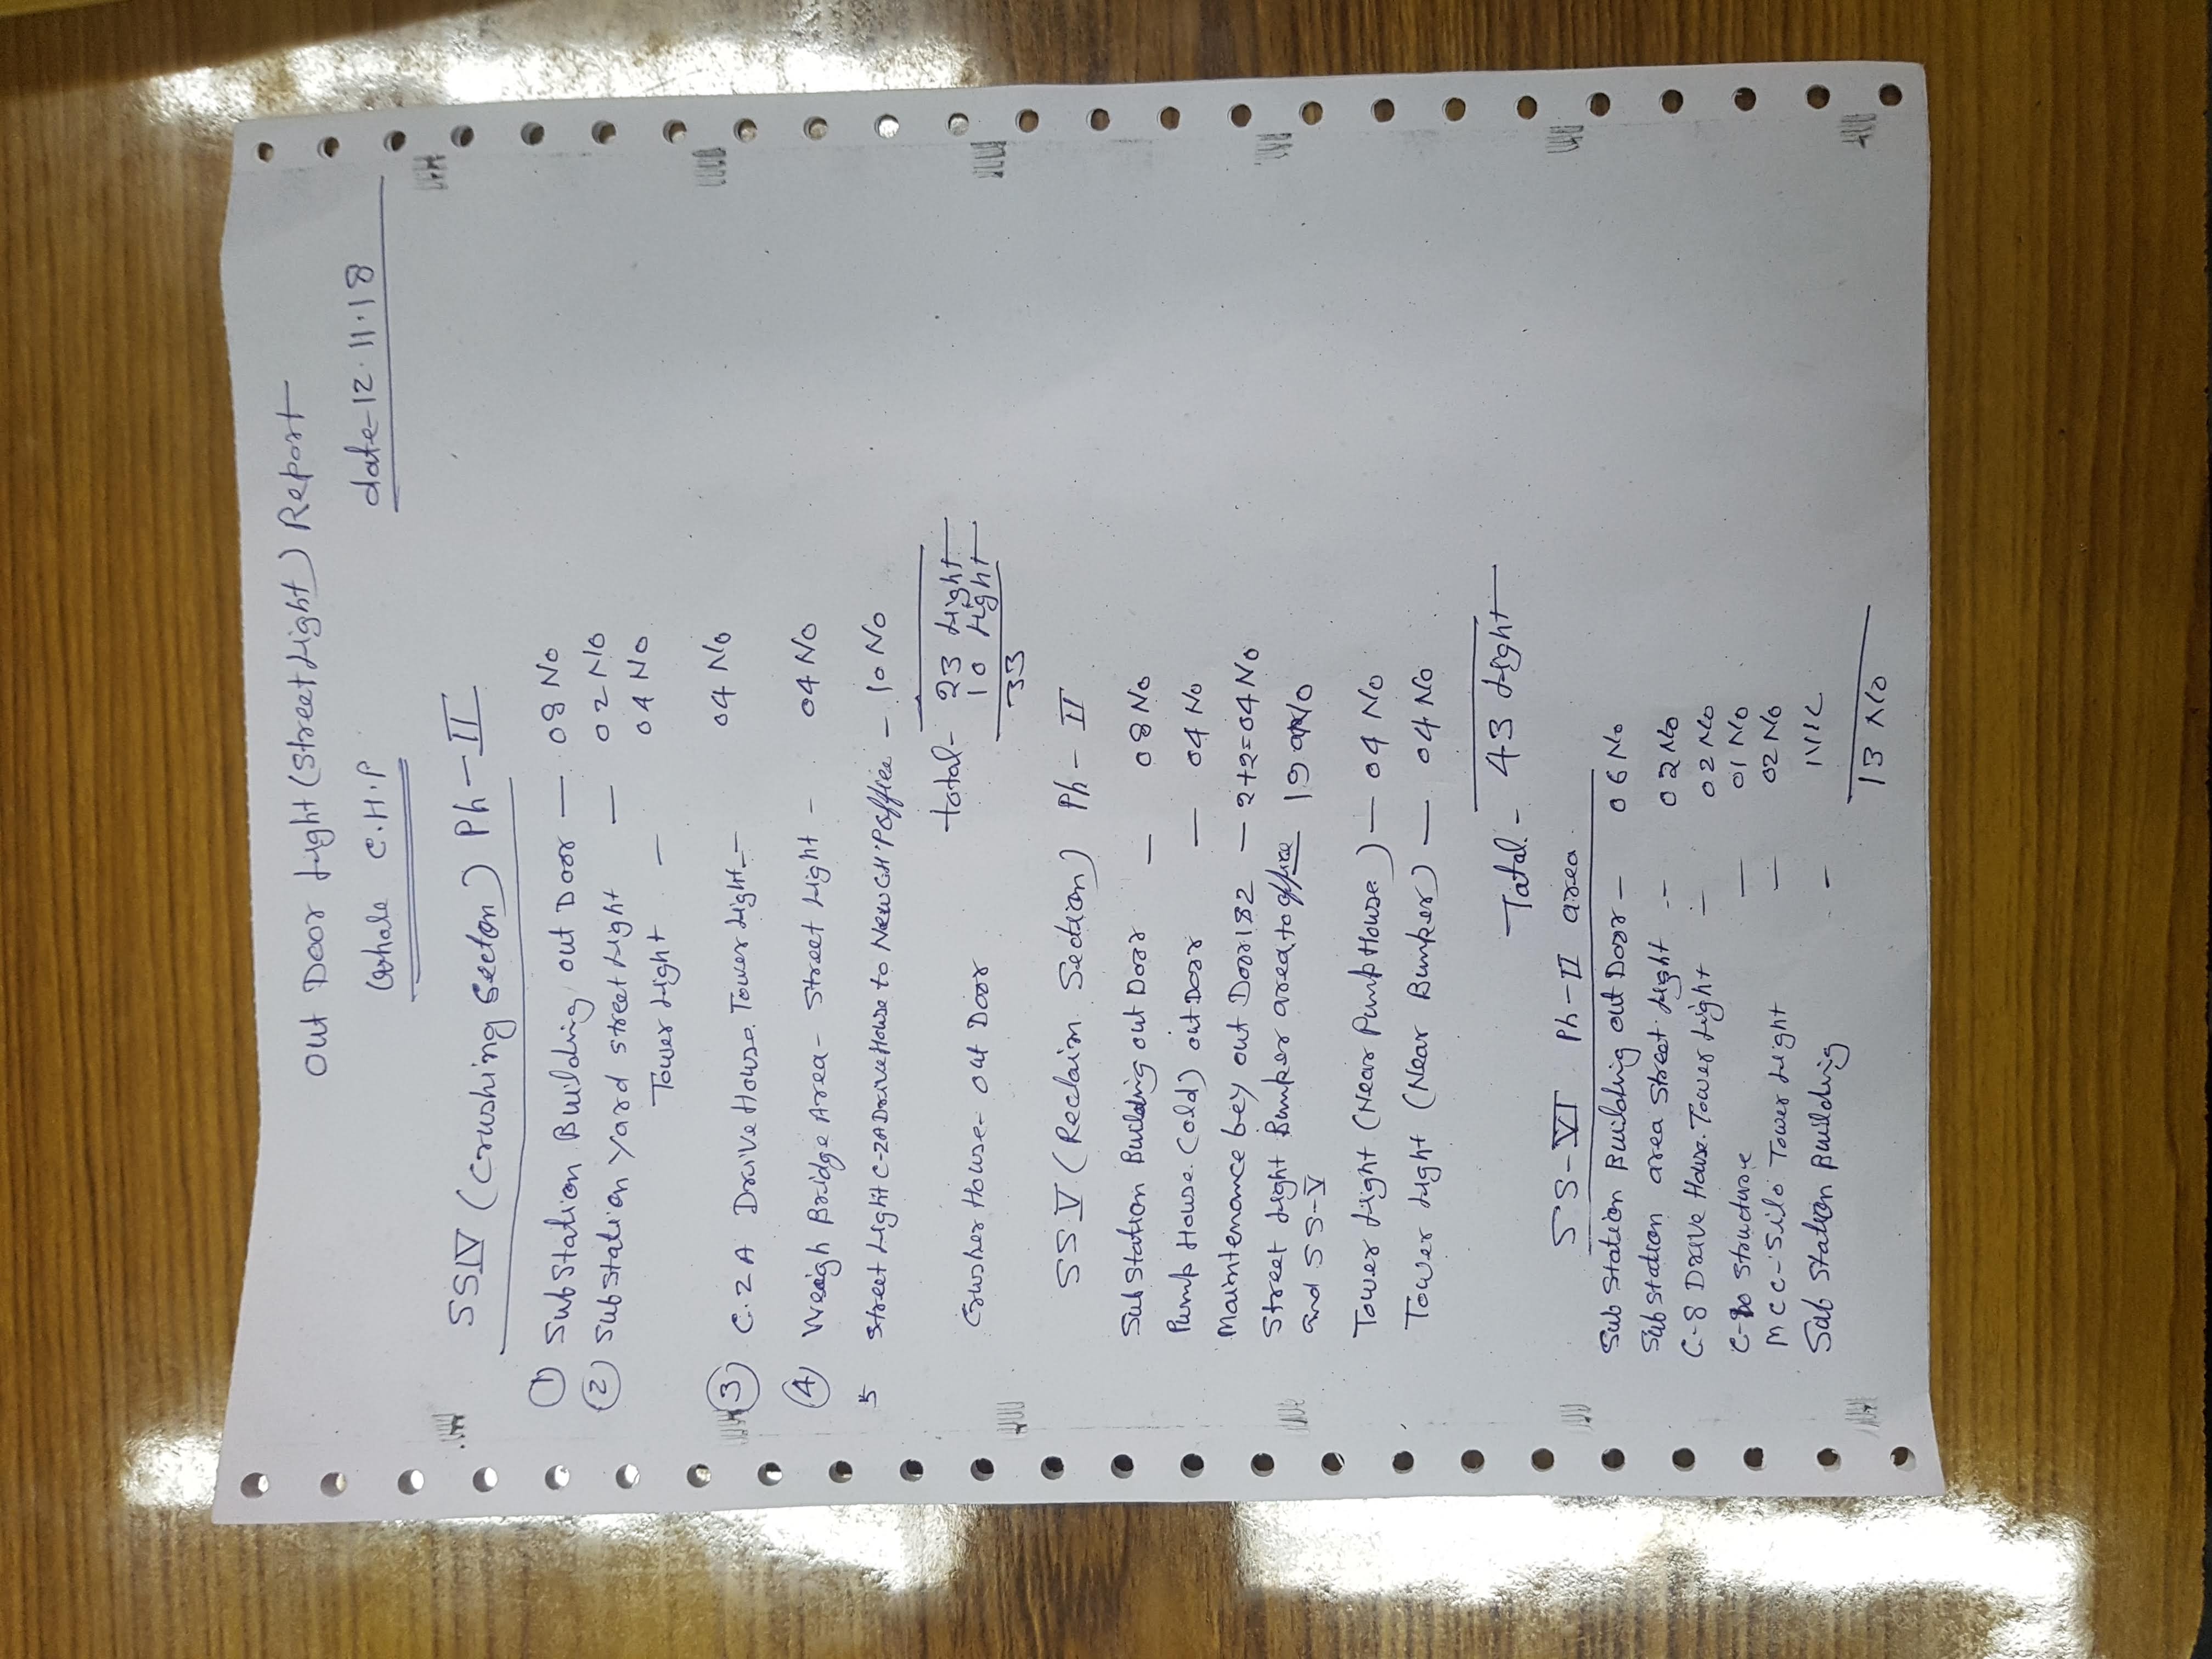 Out Door Light (Street Light) Report
Whole C.H.P date-12.11.18
SSIV (Crushing Secton) Ph-II
① SubStation Building out Door — 08 No
② Substation yard street Light — 02 No
Tower Light — 04 No
③ C.2A Drive House. Tower Light — 04 No
④ Weigh Bridge Area - Street Light - 04 No
5 Street Light C-2A Drive House to New CH.P office - 10 No
total- 23 Light
Crusher House- out Door 10 Light
33
SS V (Reclaim Section) Ph- II
Sub Station Building out Door — 08 No
Pump House. (old) out Door — 04 No
Maintenance bey out Door 1&2 — 2+2=04 No
Street Light Bunker area to office 19 No
and SS-V
Tower Light (Near Pump House) — 04 No
Tower Light (Near Bunker) — 04 No
Total.- 43 Light
SS-VI Ph-II area
Sub Station Building out Door — 06 No
Substation area Street Light -- 02 No
C-8 Drive House. Tower Light — 02 No
C-10 Structure — 01 No
MCC-Silo Tower Light — 02 No
Sub Station Building - NIL
13 No